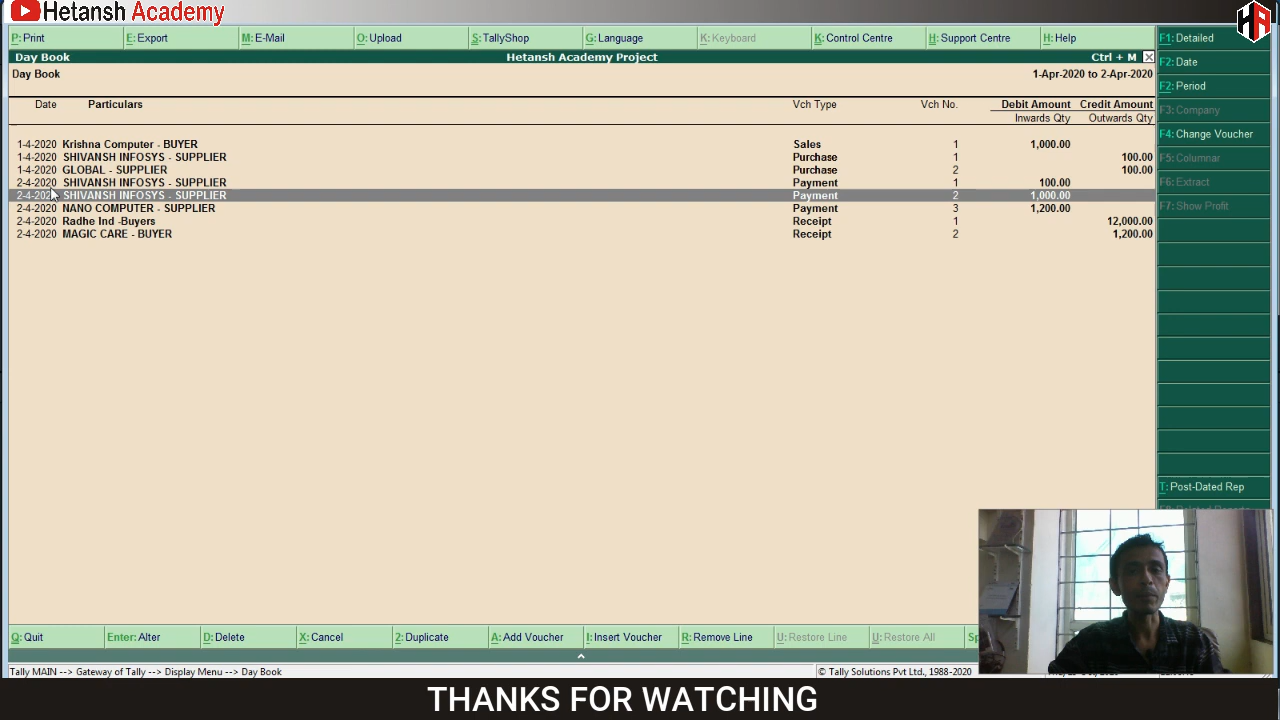 Hetansh Academy
HA
P: Print E: Export M: E-Mail O: Upload S: TallyShop G: Language K: Keyboard K: Control Centre H: Support Centre H: Help
Day Book Hetansh Academy Project Ctrl + M
Day Book 1-Apr-2020 to 2-Apr-2020
Date Particulars Vch Type Vch No. Debit Amount Credit Amount
Inwards Qty Outwards Qty
1-4-2020 Krishna Computer - BUYER Sales 1 1,000.00
1-4-2020 SHIVANSH INFOSYS - SUPPLIER Purchase 1 100.00
1-4-2020 GLOBAL - SUPPLIER Purchase 2 100.00
2-4-2020 SHIVANSH INFOSYS - SUPPLIER Payment 1 100.00
2-4-2020 SHIVANSH INFOSYS - SUPPLIER Payment 2 1,000.00
2-4-2020 NANO COMPUTER - SUPPLIER Payment 3 1,200.00
2-4-2020 Radhe Ind -Buyers Receipt 1 12,000.00
2-4-2020 MAGIC CARE - BUYER Receipt 2 1,200.00
F1: Detailed
F2: Date
F2: Period
F3: Company
F4: Change Voucher
F5: Columnar
F6: Extract
F7: Show Profit
T: Post-Dated Rep
Q: Quit Enter: Alter D: Delete X: Cancel 2: Duplicate A: Add Voucher I: Insert Voucher R: Remove Line U: Restore Line U: Restore All Sp
Tally MAIN --> Gateway of Tally --> Display Menu --> Day Book © Tally Solutions Pvt Ltd., 1988-2020
THANKS FOR WATCHING